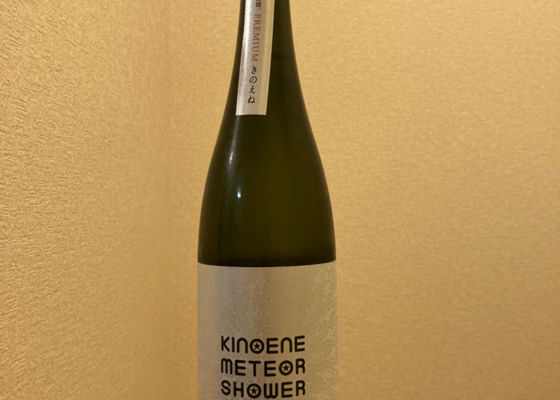 PREMIUM きのえね
KINOENE
METEOR
SHOWER